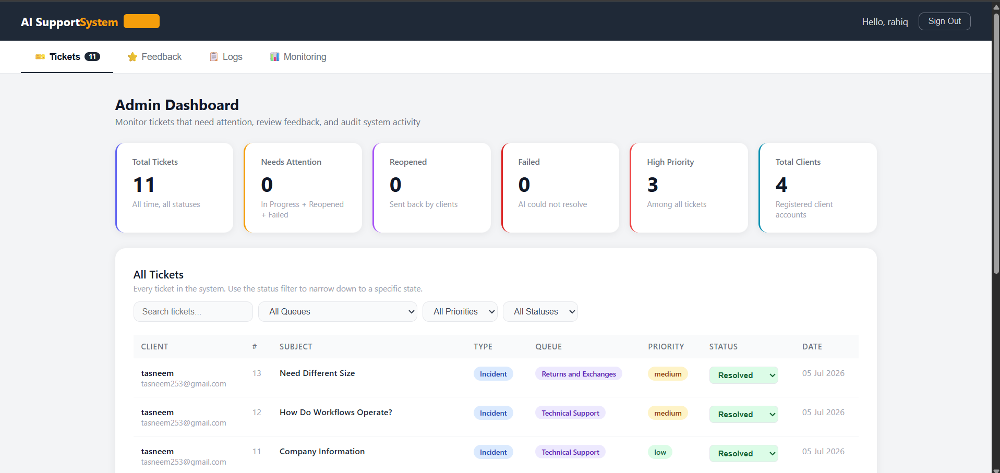 AI SupportSystem
Hello, rahiq
Sign Out
Tickets 11
Feedback
Logs
Monitoring
Admin Dashboard
Monitor tickets that need attention, review feedback, and audit system activity
Total Tickets
11
All time, all statuses
Needs Attention
0
In Progress + Reopened
+ Failed
Reopened
0
Sent back by clients
Failed
0
AI could not resolve
High Priority
3
Among all tickets
Total Clients
4
Registered client
accounts
All Tickets
Every ticket in the system. Use the status filter to narrow down to a specific state.
Search tickets...
All Queues
All Priorities
All Statuses
CLIENT # SUBJECT TYPE QUEUE PRIORITY STATUS DATE
tasneem 13 Need Different Size Incident Returns and Exchanges medium Resolved 05 Jul 2026
tasneem253@gmail.com
tasneem 12 How Do Workflows Operate? Incident Technical Support medium Resolved 05 Jul 2026
tasneem253@gmail.com
tasneem 11 Company Information Incident Technical Support low Resolved 05 Jul 2026
tasneem253@gmail.com